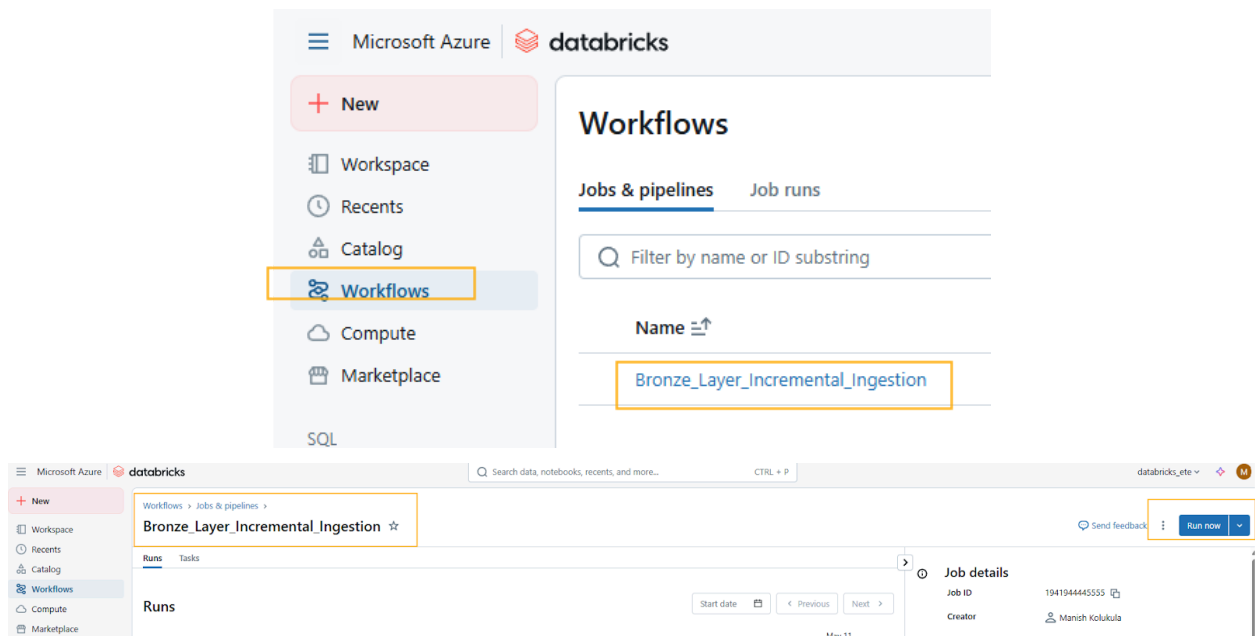 Microsoft Azure databricks
New
Workspace
Recents
Catalog
Workflows
Compute
Marketplace
SQL
Workflows
Jobs & pipelines Job runs
Filter by name or ID substring
Name
Bronze_Layer_Incremental_Ingestion
Microsoft Azure databricks
Search data, notebooks, recents, and more... CTRL + P
databricks_ete
M
New
Workspace
Recents
Catalog
Workflows
Compute
Marketplace
Workflows > Jobs & pipelines >
Bronze_Layer_Incremental_Ingestion
Send feedback
Run now
Runs Tasks
Runs
Start date
Previous
Next
May 11
Job details
Job ID 1941944445555
Creator Manish Kolukula